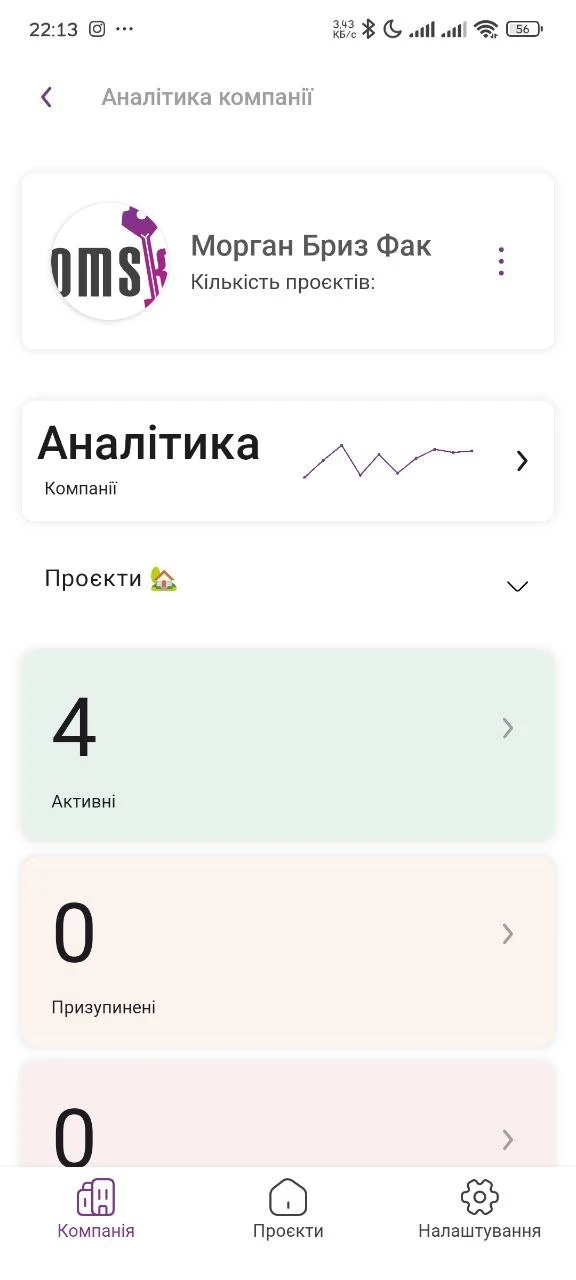 22:13
3,43
КБ/с
56
Аналітика компанії
omsk
Морган Бриз Фак
Кількість проєктів:
Аналітика
Компанії
Проєкти
4
Активні
0
Призупинені
0
Компанія
Проєкти
Налаштування